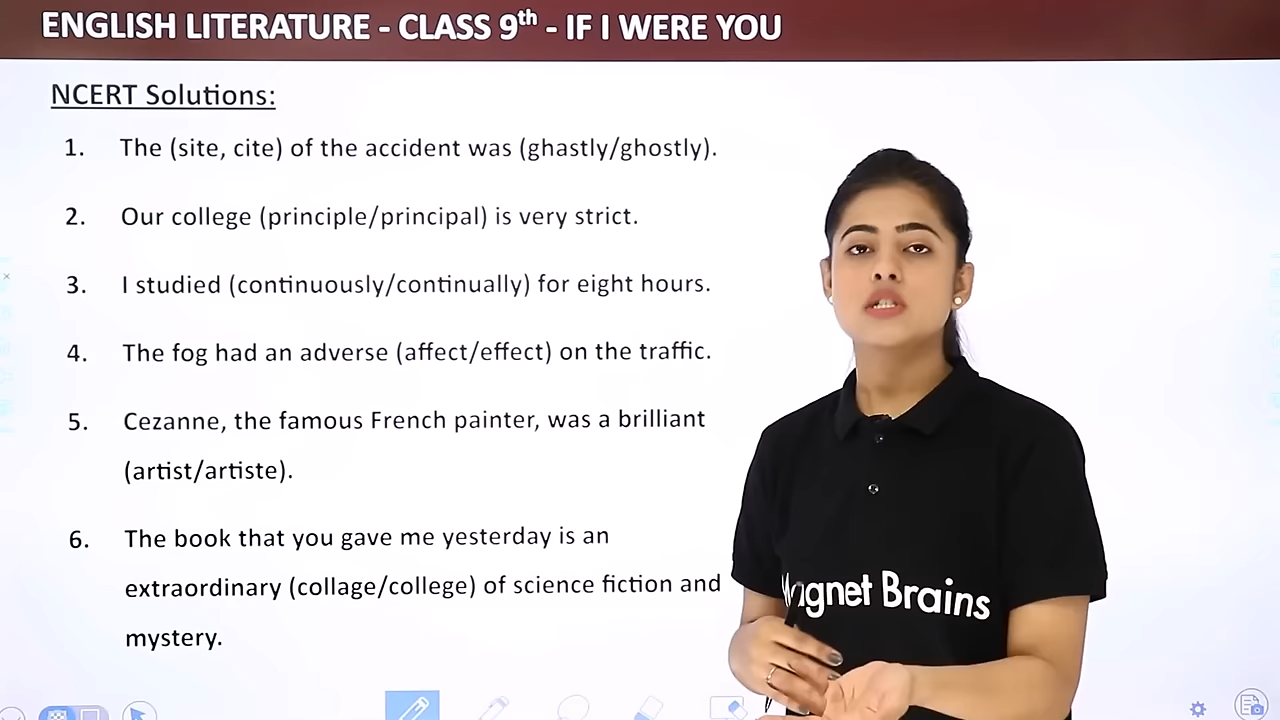 ENGLISH LITERATURE - CLASS 9th - IF I WERE YOU
NCERT Solutions:
1. The (site, cite) of the accident was (ghastly/ghostly).
2. Our college (principle/principal) is very strict.
3. I studied (continuously/continually) for eight hours.
4. The fog had an adverse (affect/effect) on the traffic.
5. Cezanne, the famous French painter, was a brilliant
(artist/artiste).
6. The book that you gave me yesterday is an
extraordinary (collage/college) of science fiction and
mystery.
Magnet Brains